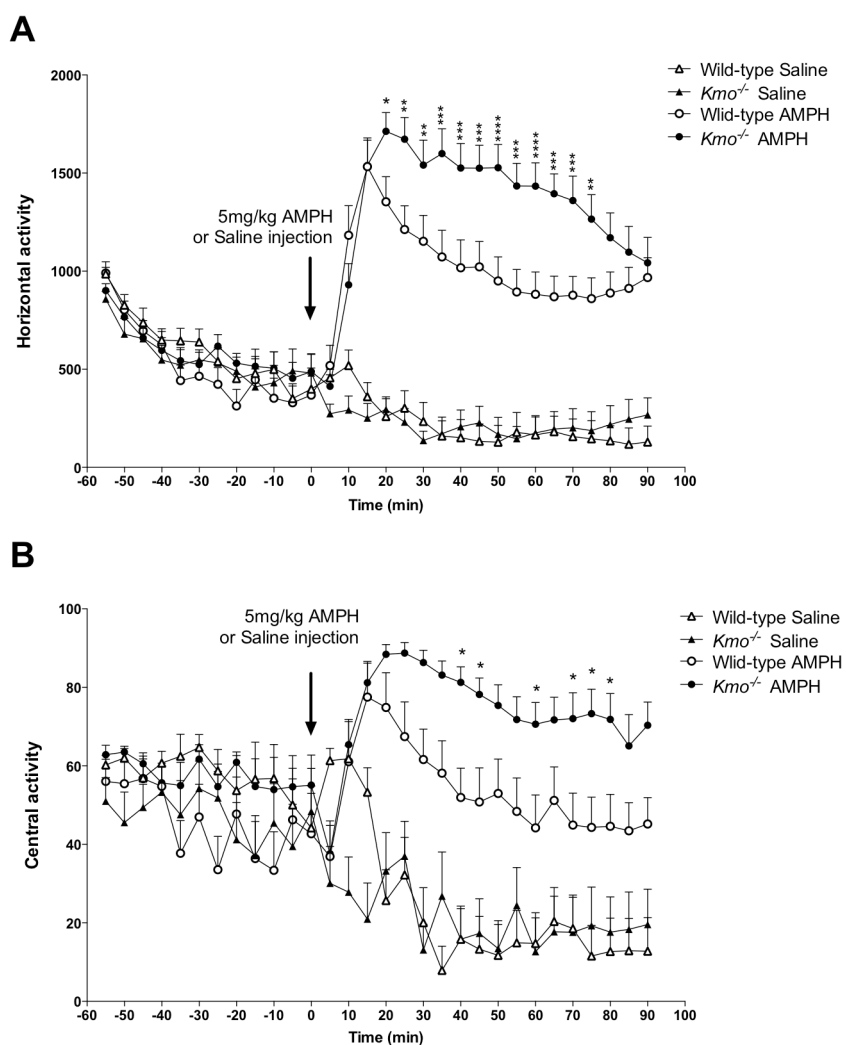 A
Wild-type Saline
Kmo-/- Saline
Wlid-type AMPH
Kmo-/- AMPH
2000
1500
1000
500
0
Horizontal activity
5mg/kg AMPH
or Saline injection
* ** ** *** *** *** **** *** **** *** *** **
-60 -50 -40 -30 -20 -10 0 10 20 30 40 50 60 70 80 90 100
Time (min)
B
Wild-type Saline
Kmo-/- Saline
Wlid-type AMPH
Kmo-/- AMPH
100
80
60
40
20
0
Central activity
5mg/kg AMPH
or Saline injection
* * * * * *
-60 -50 -40 -30 -20 -10 0 10 20 30 40 50 60 70 80 90 100
Time (min)